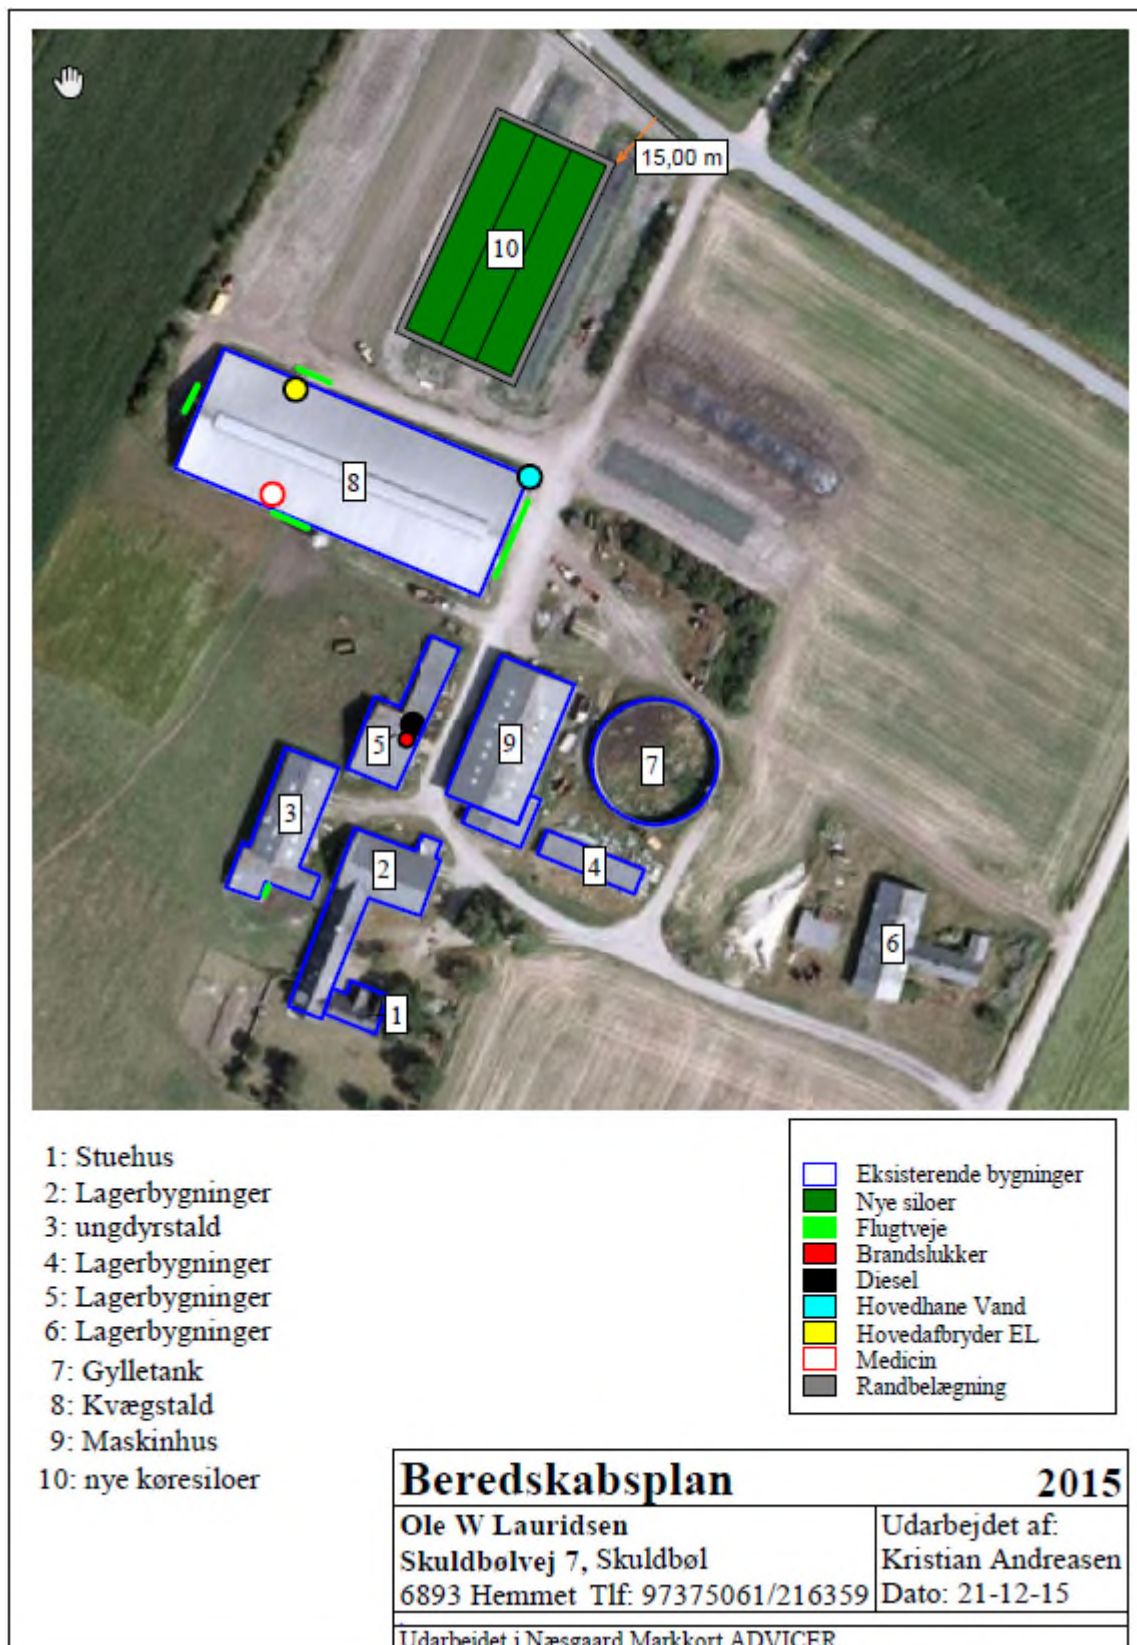 15,00 m
10
8
9
5
7
3
2
4
6
1
1: Stuehus
2: Lagerbygninger
3: ungdyrstald
4: Lagerbygninger
5: Lagerbygninger
6: Lagerbygninger
7: Gylletank
8: Kvægstald
9: Maskinhus
10: nye køresiloer
Eksisterende bygninger
Nye siloer
Flugtveje
Brandslukker
Diesel
Hovedhane Vand
Hovedafbryder EL
Medicin
Randbelægning
Beredskabsplan 2015
Ole W Lauridsen
Skuldbølvej 7, Skuldbøl
6893 Hemmet Tlf: 97375061/216359
Udarbejdet af:
Kristian Andreasen
Dato: 21-12-15
Udarbejdet i Næsgaard Markkort ADVICER